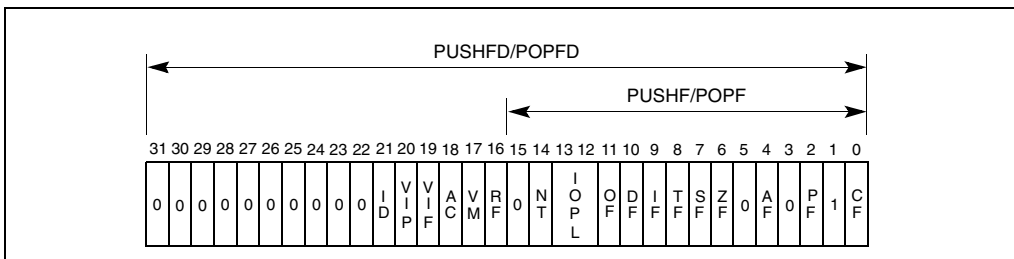 PUSHFD/POPFD
PUSHF/POPF
31 30 29 28 27 26 25 24 23 22 21 20 19 18 17 16 15 14 13 12 11 10 9 8 7 6 5 4 3 2 1 0
0 0 0 0 0 0 0 0 0 0 ID VIP VIF AC VM RF 0 NT IOPL OF DF IF TF SF ZF 0 AF 0 PF 1 CF